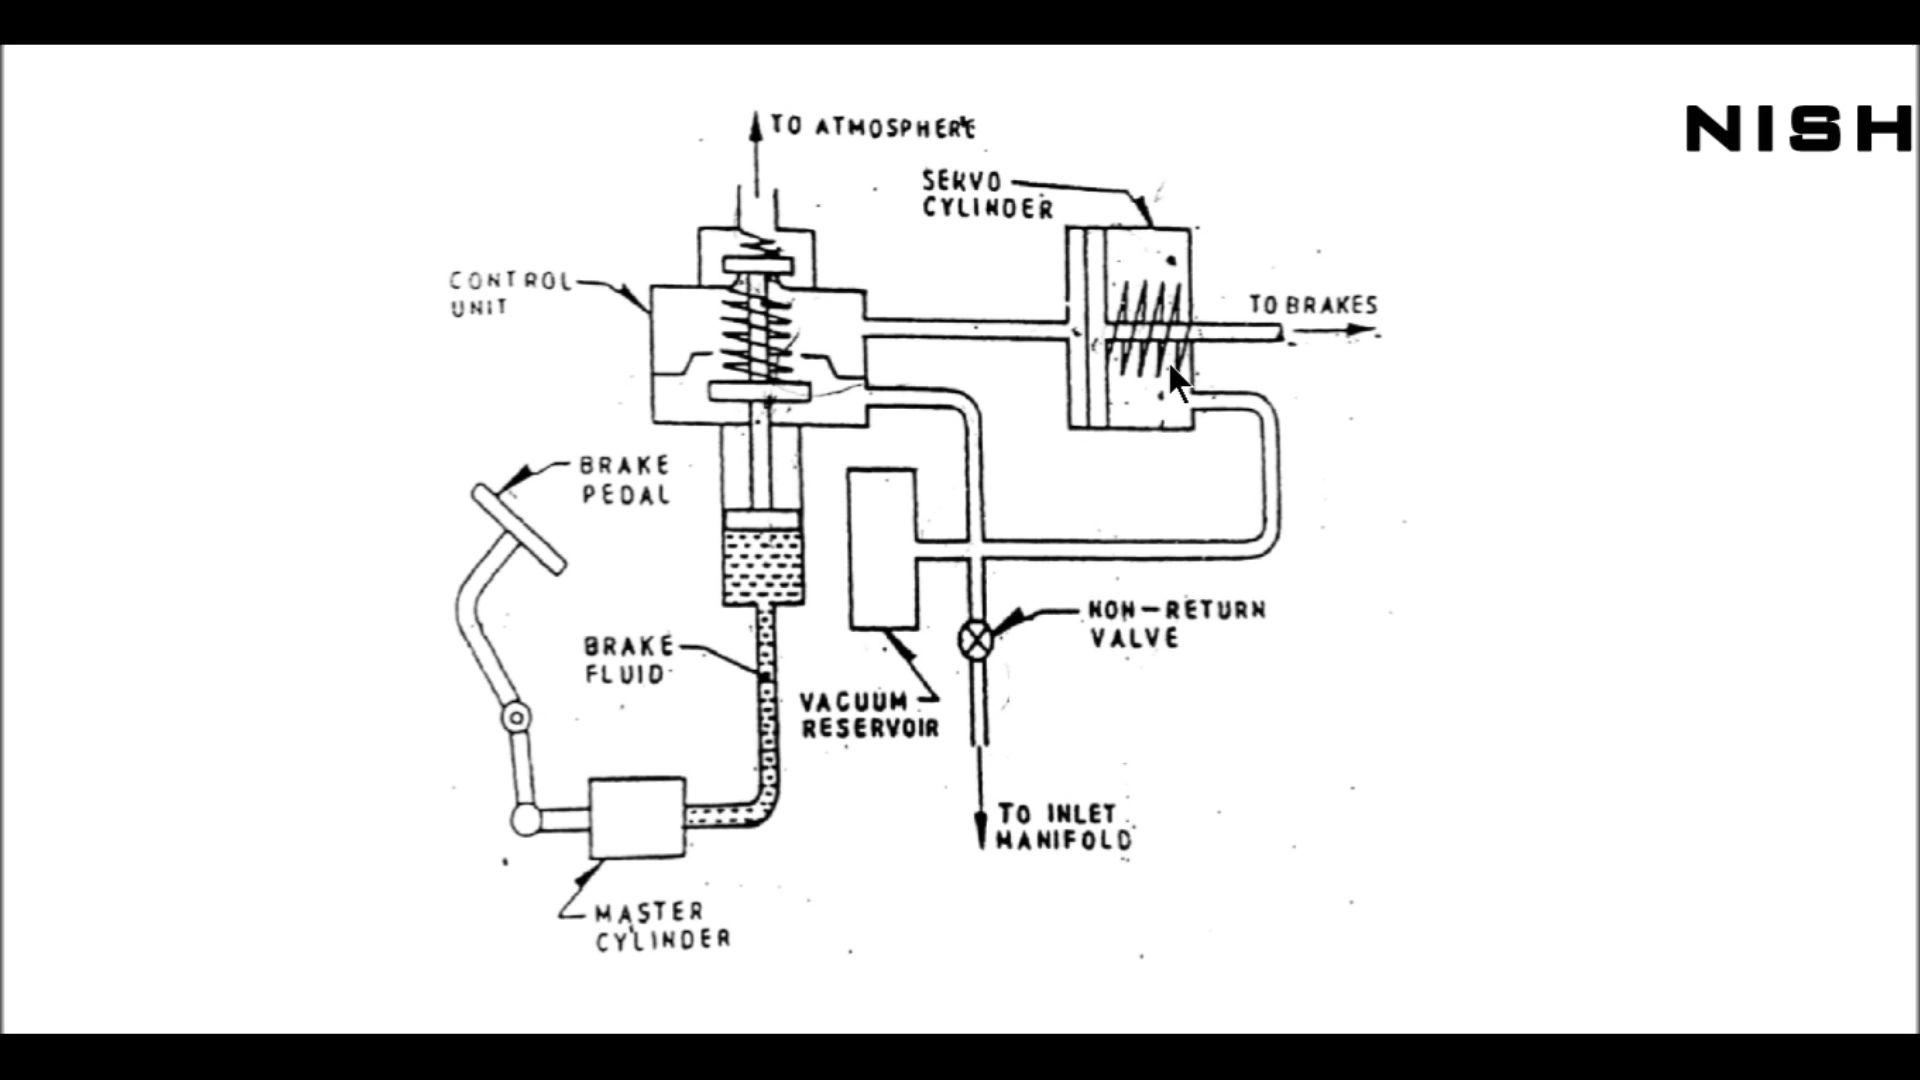 TO ATMOSPHERE
NISH
SERVO
CYLINDER
CONTROL
UNIT
TO BRAKES
BRAKE
PEDAL
NON-RETURN
VALVE
BRAKE
FLUID
VACUUM
RESERVOIR
TO INLET
MANIFOLD
MASTER
CYLINDER